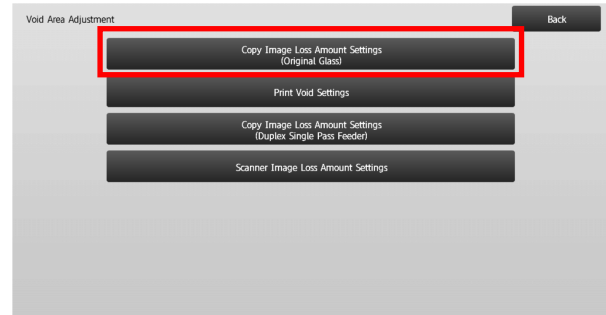 Void Area Adjustment
Back
Copy Image Loss Amount Settings
(Original Glass)
Print Void Settings
Copy Image Loss Amount Settings
(Duplex Single Pass Feeder)
Scanner Image Loss Amount Settings